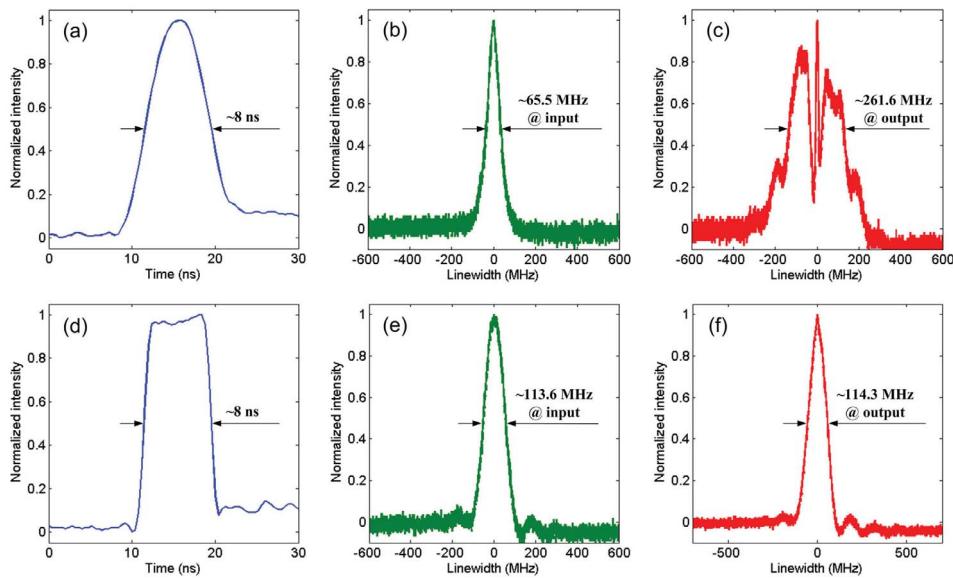 (a)
Normalized intensity
1
0.8
0.6
0.4
0.2
0
~8 ns
0
10
20
30
Time (ns)
(b)
Normalized intensity
1
0.8
0.6
0.4
0.2
0
~65.5 MHz
@ input
-600
-400
-200
0
200
400
600
Linewidth (MHz)
(c)
Normalized intensity
1
0.8
0.6
0.4
0.2
0
~261.6 MHz
@ output
-600
-400
-200
0
200
400
600
Linewidth (MHz)
(d)
Normalized intensity
1
0.8
0.6
0.4
0.2
0
~8 ns
0
10
20
30
Time (ns)
(e)
Normalized intensity
1
0.8
0.6
0.4
0.2
0
~113.6 MHz
@ input
-600
-400
-200
0
200
400
600
Linewidth (MHz)
(f)
Normalized intensity
1
0.8
0.6
0.4
0.2
0
~114.3 MHz
@ output
-500
0
500
Linewidth (MHz)